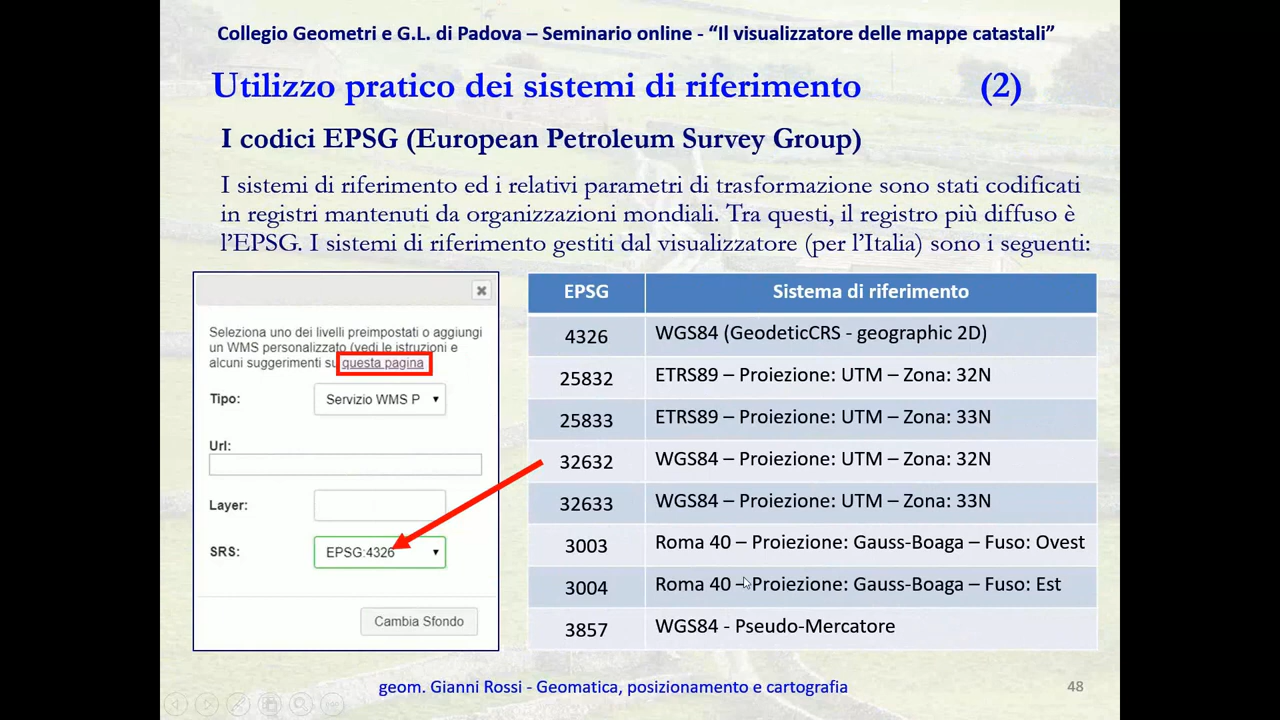 Collegio Geometri e G.L. di Padova – Seminario online - “Il visualizzatore delle mappe catastali”
Utilizzo pratico dei sistemi di riferimento (2)
I codici EPSG (European Petroleum Survey Group)
I sistemi di riferimento ed i relativi parametri di trasformazione sono stati codificati
in registri mantenuti da organizzazioni mondiali. Tra questi, il registro più diffuso è
l’EPSG. I sistemi di riferimento gestiti dal visualizzatore (per l’Italia) sono i seguenti:
Seleziona uno dei livelli preimpostati o aggiungi
un WMS personalizzato (vedi le istruzioni e
alcuni suggerimenti su questa pagina
Tipo: Servizio WMS P
Url:
Layer:
SRS: EPSG:4326
Cambia Sfondo
EPSG Sistema di riferimento
4326 WGS84 (GeodeticCRS - geographic 2D)
25832 ETRS89 – Proiezione: UTM – Zona: 32N
25833 ETRS89 – Proiezione: UTM – Zona: 33N
32632 WGS84 – Proiezione: UTM – Zona: 32N
32633 WGS84 – Proiezione: UTM – Zona: 33N
3003 Roma 40 – Proiezione: Gauss-Boaga – Fuso: Ovest
3004 Roma 40 – Proiezione: Gauss-Boaga – Fuso: Est
3857 WGS84 - Pseudo-Mercatore
geom. Gianni Rossi - Geomatica, posizionamento e cartografia
48